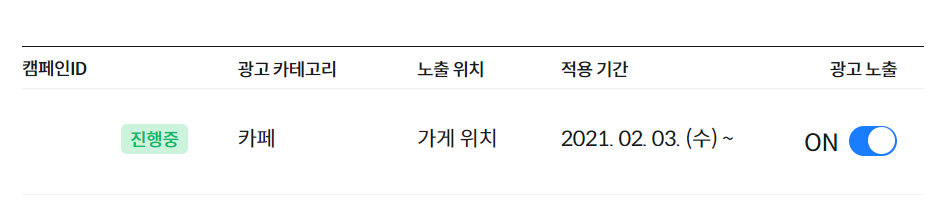 캠페인ID 광고 카테고리 노출 위치 적용 기간 광고 노출
진행중 카페 가게 위치 2021. 02. 03. (수) ~ ON